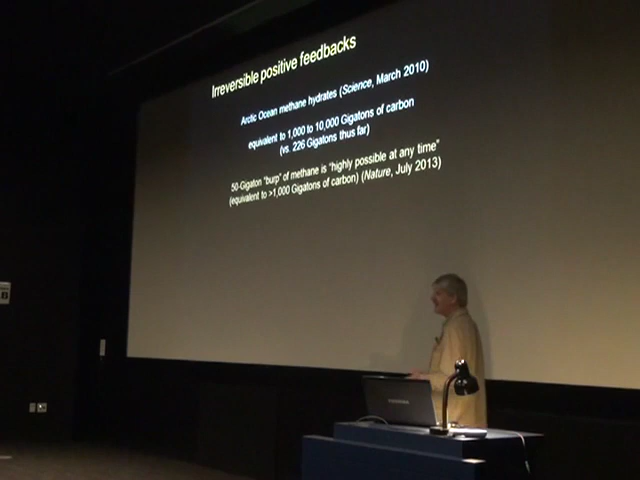 Irreversible positive feedbacks
Arctic Ocean methane hydrates (Science, March 2010)
equivalent to 1,000 to 10,000 Gigatons of carbon
(vs. 226 Gigatons thus far)
50-Gigaton “burp” of methane is “highly possible at any time”
(equivalent to >1,000 Gigatons of carbon) (Nature, July 2013)